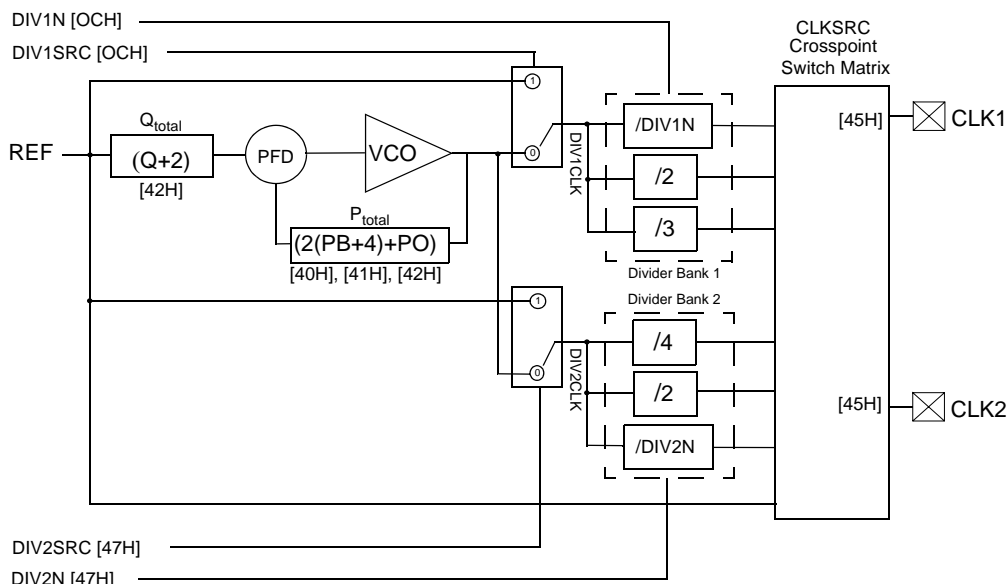 DIV1N [OCH]
DIV1SRC [OCH]
CLKSRC
Crosspoint
Switch Matrix
1
Qtotal
[45H]
CLK1
/DIV1N
REF
(Q+2)
PFD
VCO
0
DIV1CLK
/2
[42H]
Ptotal
(2(PB+4)+PO)
/3
[40H], [41H], [42H]
Divider Bank 1
1
Divider Bank 2
/4
0
DIV2CLK
/2
[45H]
CLK2
/DIV2N
DIV2SRC [47H]
DIV2N [47H]